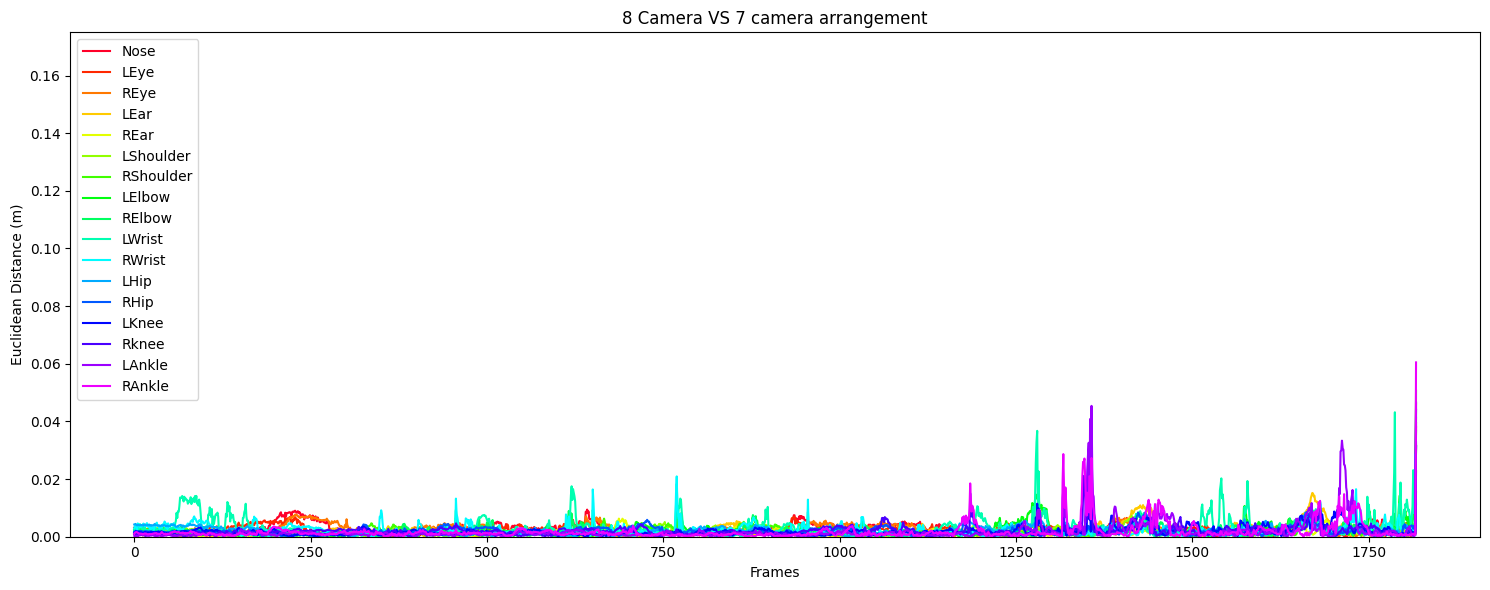 8 Camera VS 7 camera arrangement
Nose
LEye
REye
LEar
REar
LShoulder
RShoulder
LElbow
RElbow
LWrist
RWrist
LHip
RHip
LKnee
Rknee
LAnkle
RAnkle
0.16
0.14
0.12
0.10
0.08
0.06
0.04
0.02
0.00
Euclidean Distance (m)
0 250 500 750 1000 1250 1500 1750
Frames